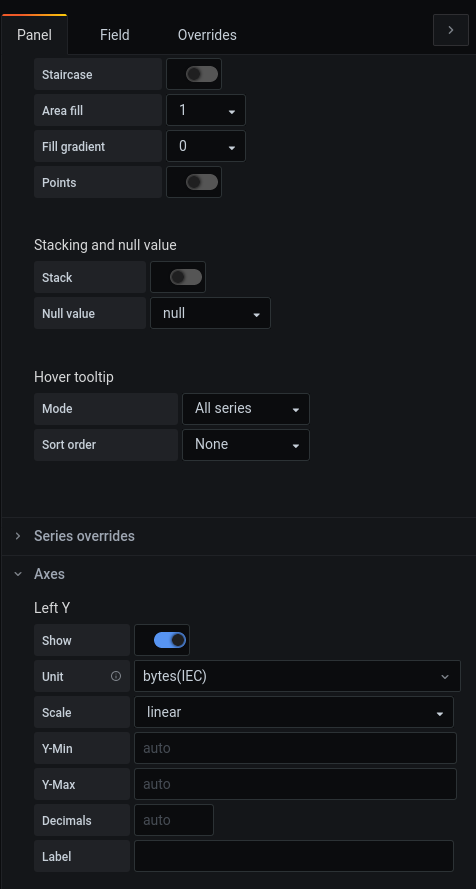 Panel Field Overrides
Staircase
Area fill 1
Fill gradient 0
Points
Stacking and null value
Stack
Null value null
Hover tooltip
Mode All series
Sort order None
Series overrides
Axes
Left Y
Show
Unit bytes(IEC)
Scale linear
Y-Min auto
Y-Max auto
Decimals auto
Label